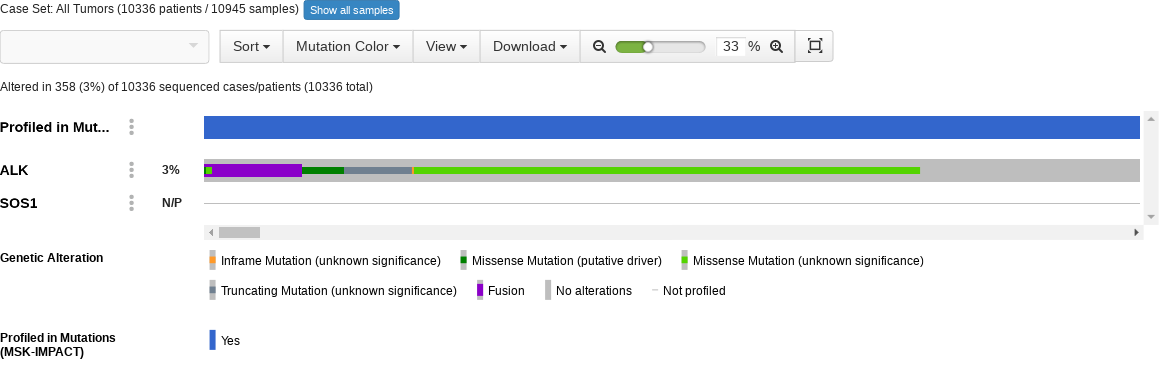 Case Set: All Tumors (10336 patients / 10945 samples) Show all samples
Sort Mutation Color View Download 33 %
Altered in 358 (3%) of 10336 sequenced cases/patients (10336 total)
Profiled in Mut...
ALK 3%
SOS1 N/P
Genetic Alteration Inframe Mutation (unknown significance) Missense Mutation (putative driver) Missense Mutation (unknown significance)
Truncating Mutation (unknown significance) Fusion No alterations Not profiled
Profiled in Mutations Yes
(MSK-IMPACT)